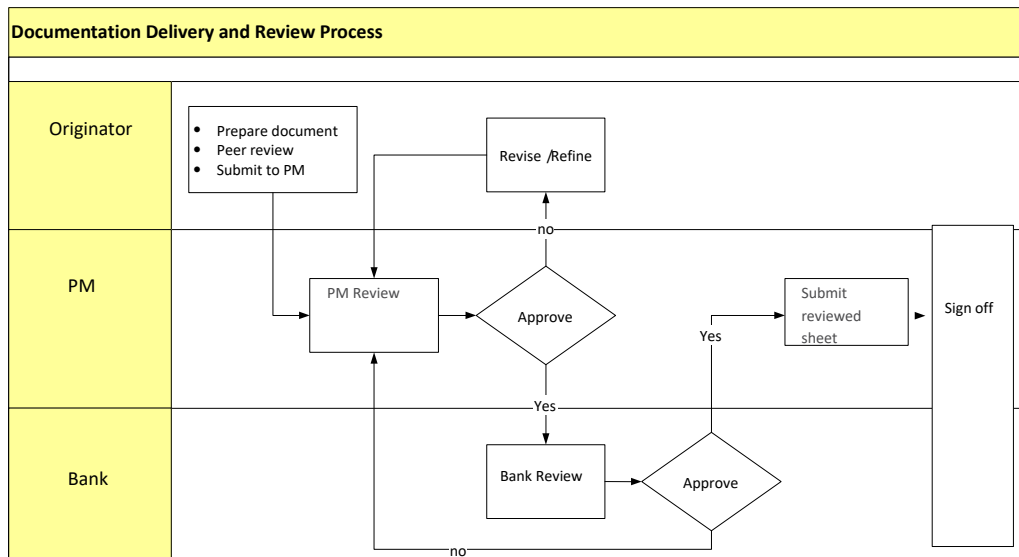 Documentation Delivery and Review Process
Originator
• Prepare document
• Peer review
• Submit to PM
Revise /Refine
no
PM
PM Review
Approve
Submit
reviewed
sheet
Sign off
Yes
Yes
Bank
Bank Review
Approve
no